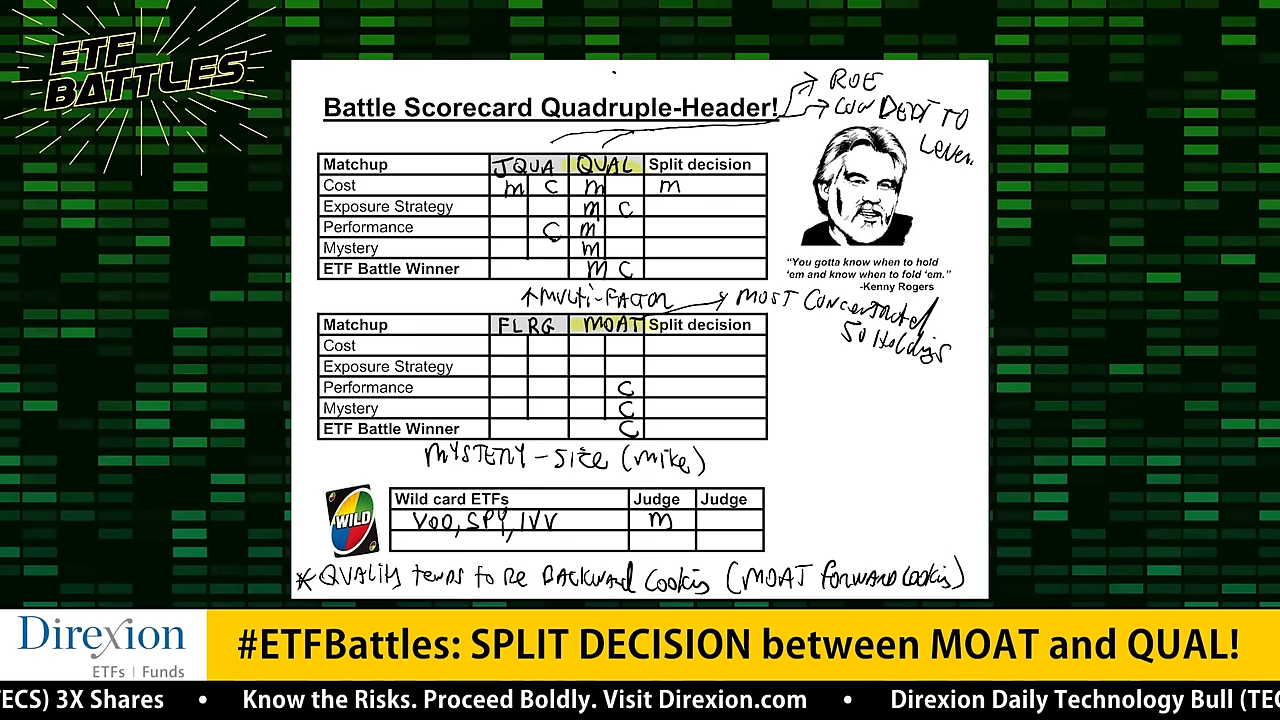 ETF
BATTLES
Battle Scorecard Quadruple-Header!
ROE
LOW DEBT TO
LEVER.
Matchup JQUA QUAL Split decision
Cost m C m m
Exposure Strategy m C
Performance C m
Mystery m
ETF Battle Winner m C
"You gotta know when to hold
'em and know when to fold 'em."
-Kenny Rogers
MULTI-FACTOR
MOST CONCENTRATED
50 Holdings
Matchup FLRG MOAT Split decision
Cost
Exposure Strategy
Performance C
Mystery C
ETF Battle Winner C
MYSTERY - SIZE (MIKE)
WILD
Wild card ETFs Judge Judge
VOO, SPY, IVV m
* QUALITY tends to be BACKWARD LOOKING (MOAT FORWARD LOOKING)
Direxion
ETFs | Funds
#ETFBattles: SPLIT DECISION between MOAT and QUAL!
TECS) 3X Shares • Know the Risks. Proceed Boldly. Visit Direxion.com • Direxion Daily Technology Bull (TEC